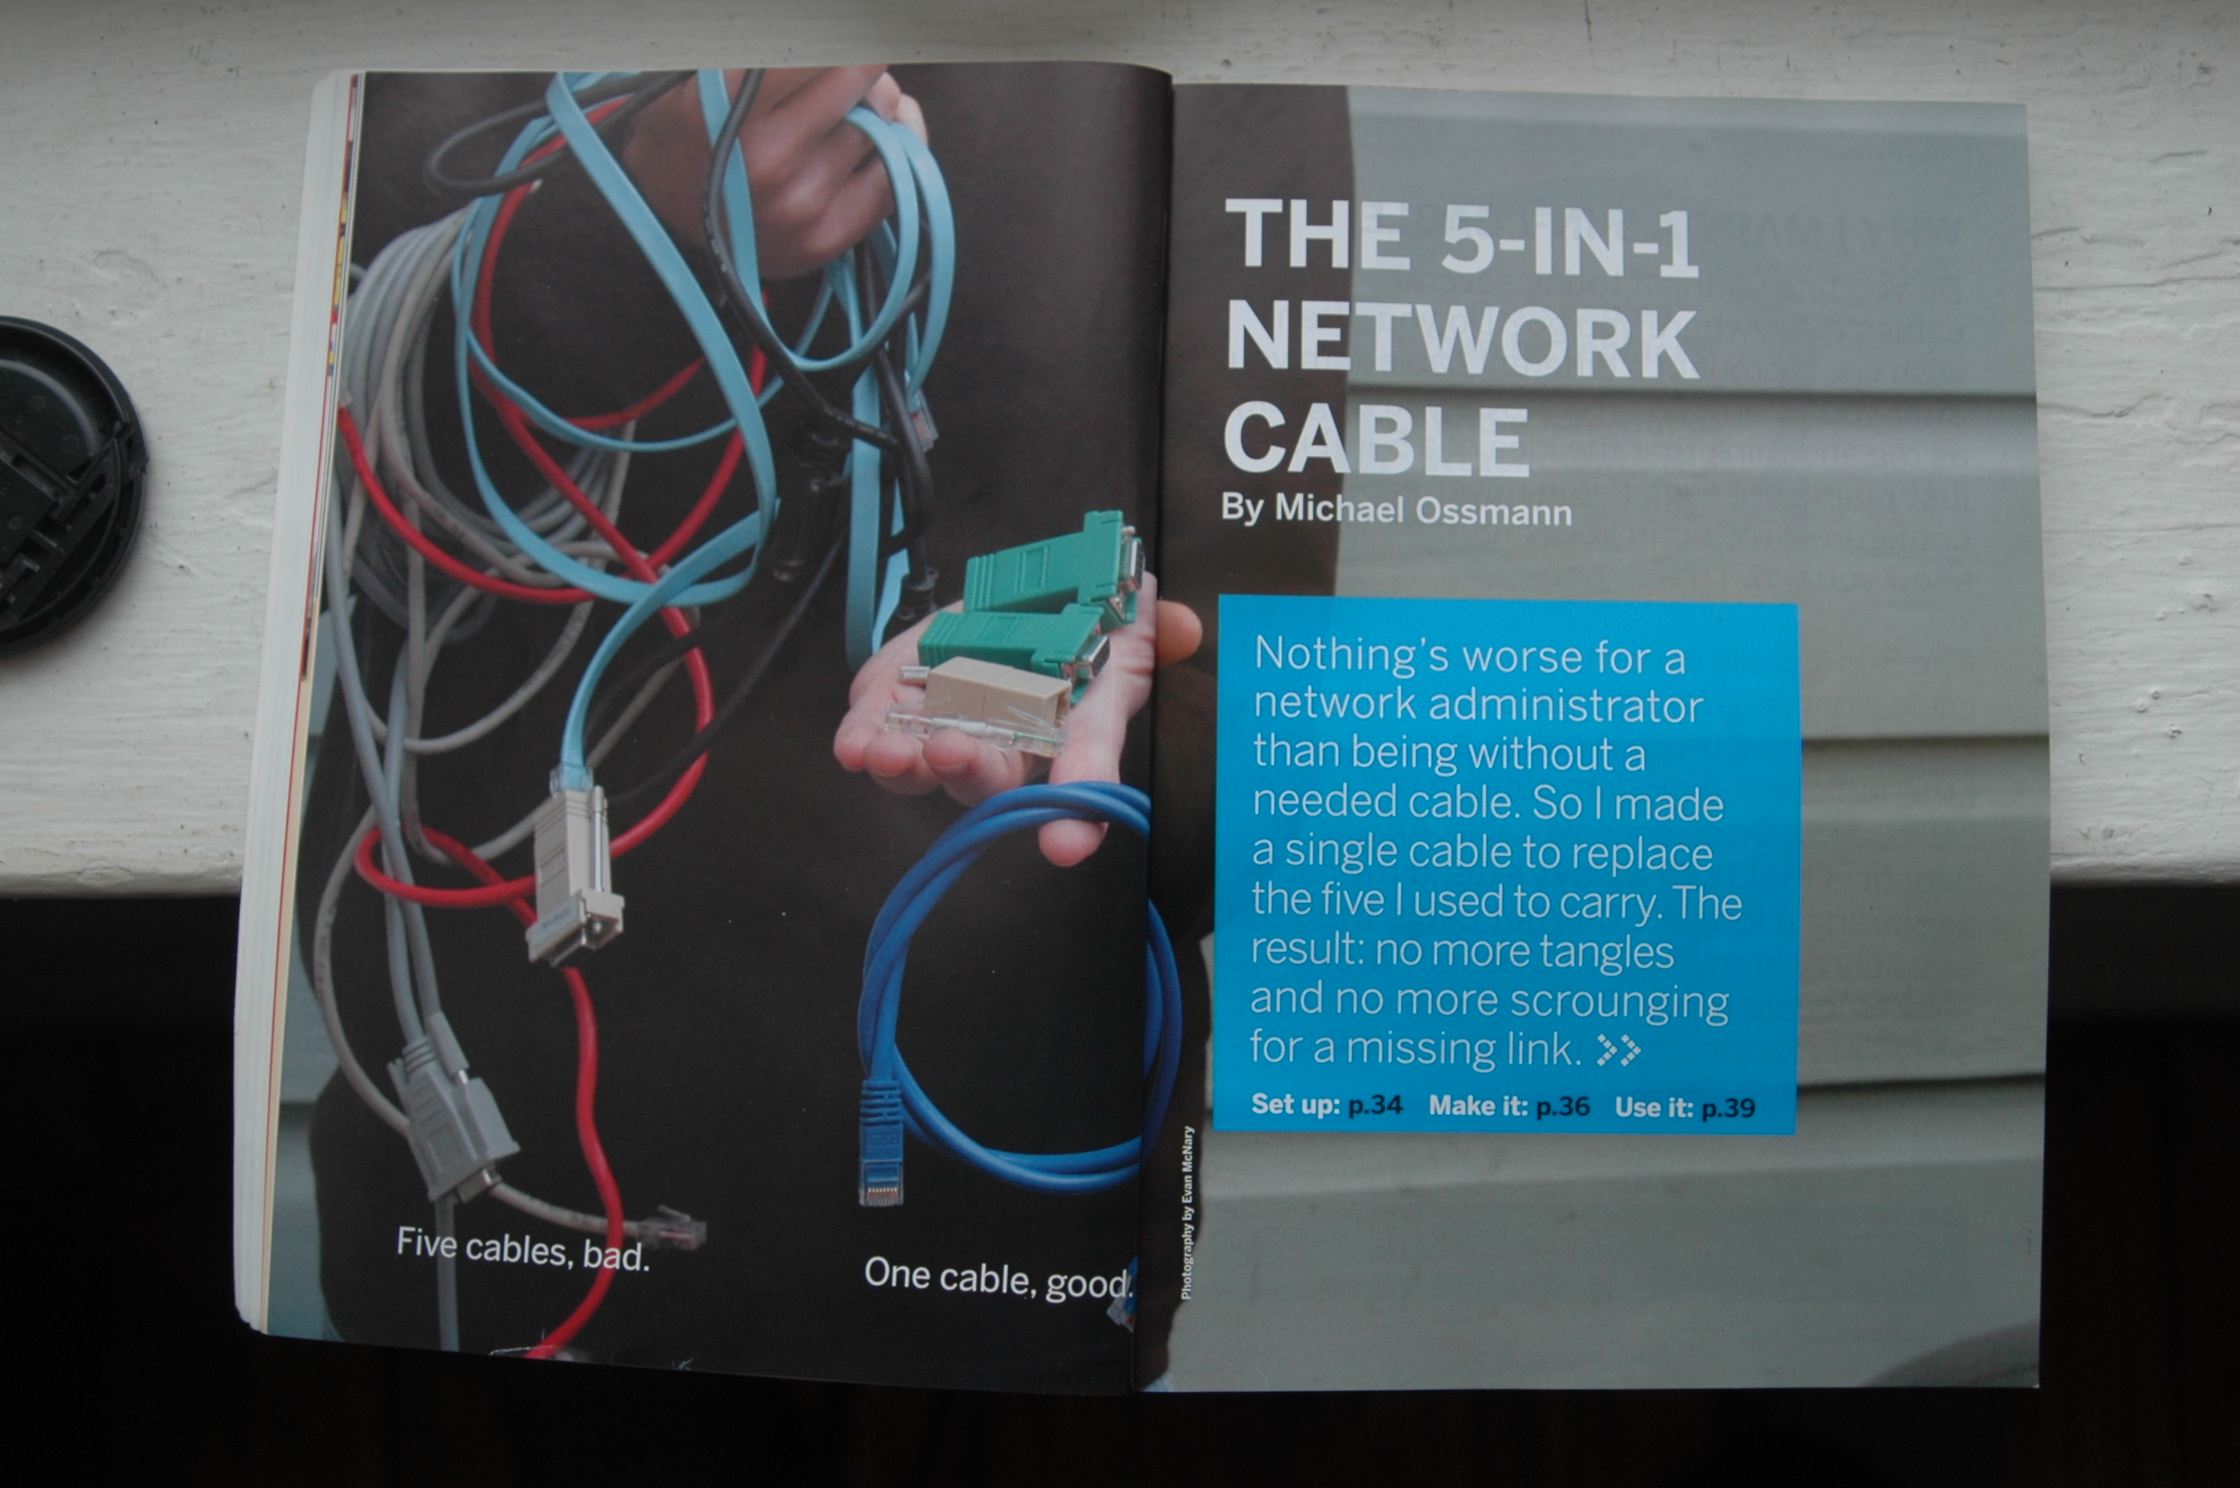 Five cables, bad.
One cable, good.
THE 5-IN-1
NETWORK
CABLE
By Michael Ossmann
Nothing's worse for a
network administrator
than being without a
needed cable. So I made
a single cable to replace
the five I used to carry. The
result: no more tangles
and no more scrounging
for a missing link. >>
Set up: p.34 Make it: p.36 Use it: p.39
Photography by Evan McNary